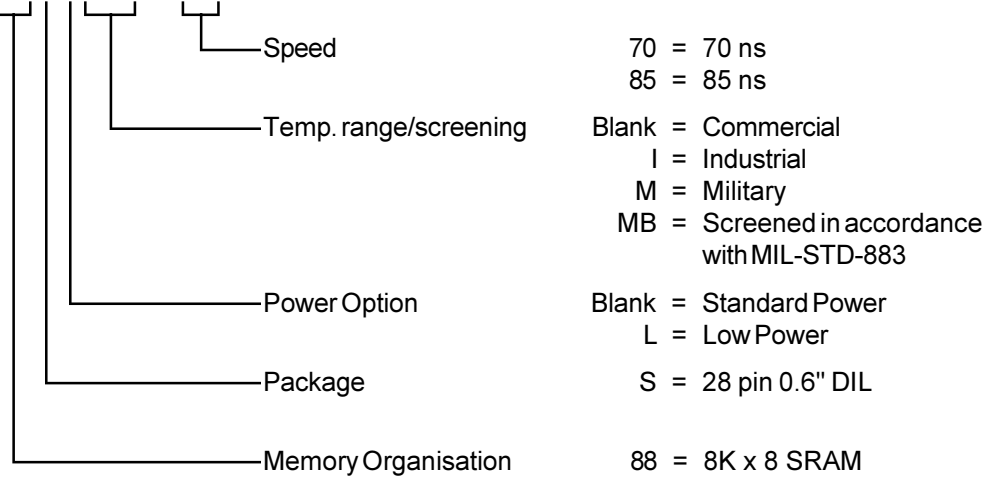 Speed 70 = 70 ns
85 = 85 ns
Temp. range/screening Blank = Commercial
I = Industrial
M = Military
MB = Screened in accordance
with MIL-STD-883
Power Option Blank = Standard Power
L = Low Power
Package S = 28 pin 0.6" DIL
Memory Organisation 88 = 8K x 8 SRAM